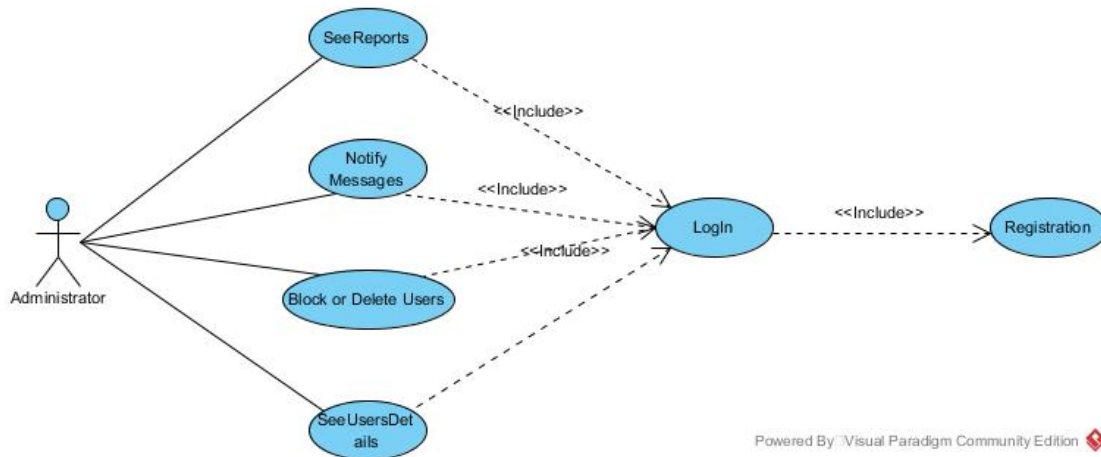 SeeReports
<<Include>>
Notify
Messages
<<Include>>
<<Include>>
LogIn
Registration
<<Include>>
Administrator
Block or Delete Users
SeeUsersDet
ails
Powered By Visual Paradigm Community Edition